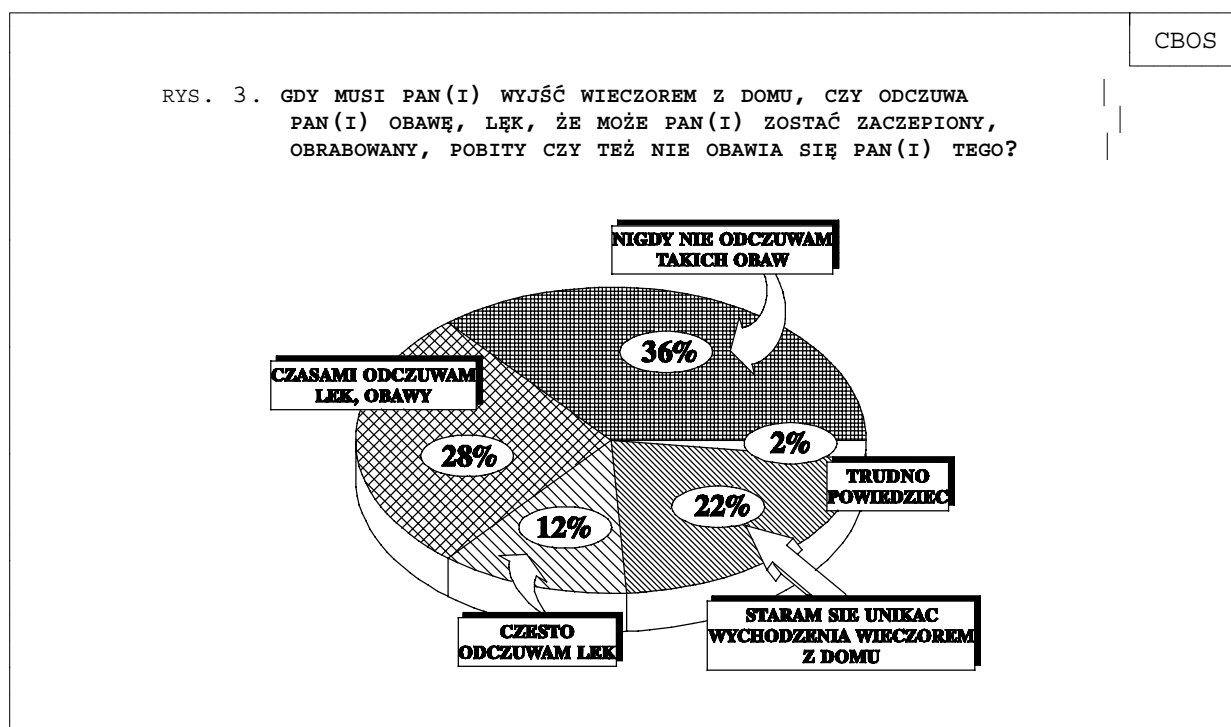 CBOS
RYS. 3. GDY MUSI PAN(I) WYJŚĆ WIECZOREM Z DOMU, CZY ODCZUWA
PAN(I) OBAWĘ, LĘK, ŻE MOŻE PAN(I) ZOSTAĆ ZACZEPIONY,
OBRABOWANY, POBITY CZY TEŻ NIE OBAWIA SIĘ PAN(I) TEGO?
NIGDY NIE ODCZUWAM
TAKICH OBAW
36%
CZASAMI ODCZUWAM
LEK, OBAWY
28%
2%
TRUDNO
POWIEDZIEC
22%
12%
STARAM SIE UNIKAC
WYCHODZENIA WIECZOREM
Z DOMU
CZESTO
ODCZUWAM LEK